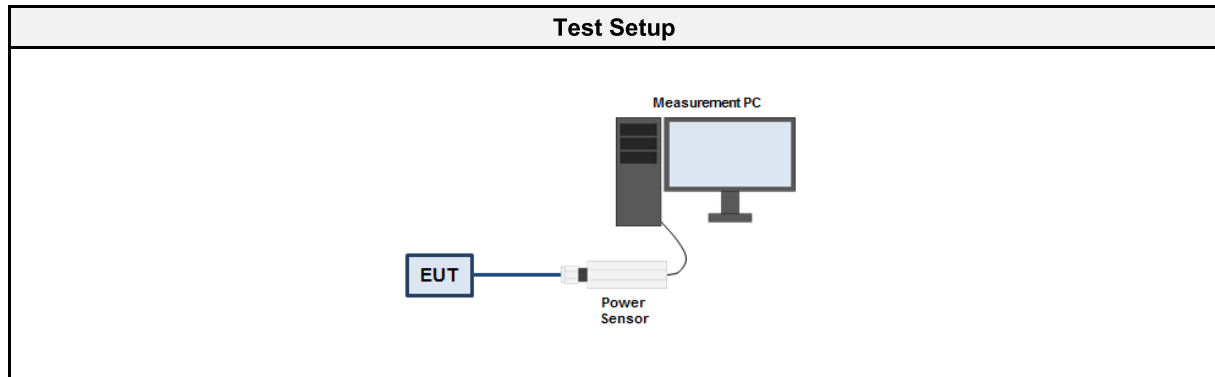 Test Setup
Measurement PC
EUT
Power
Sensor